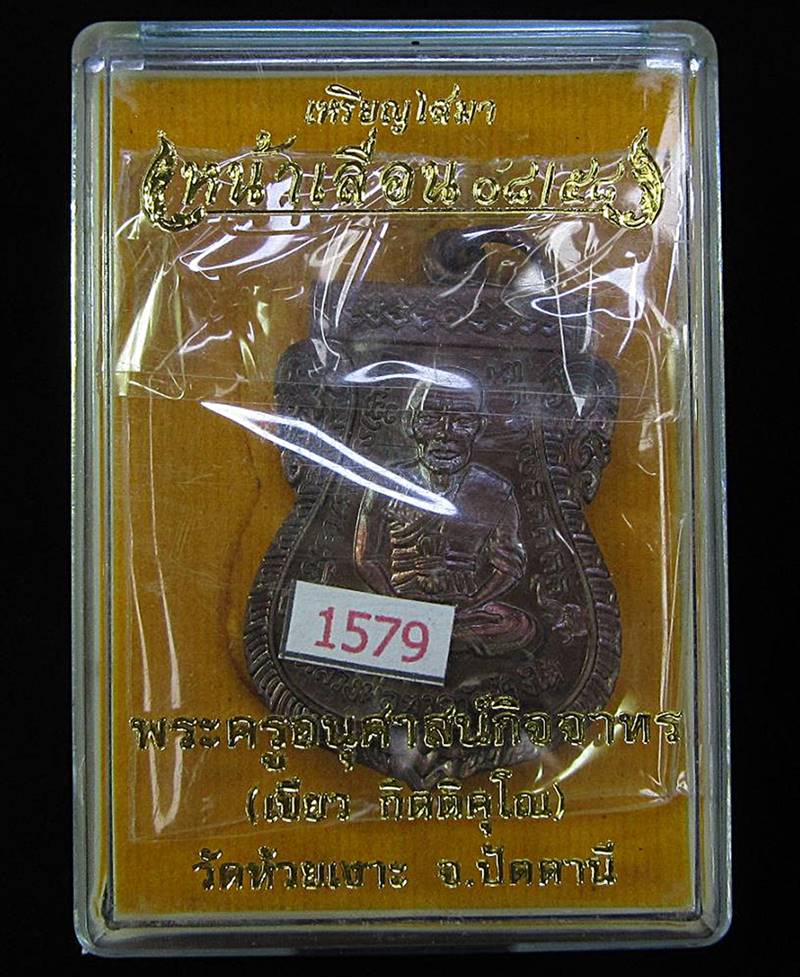 เหรียญเสมา
หน้าเลื่อน ๐๘/๕๘
1579
พระครูอนุศาสน์กิจจาทร
(เขียว กิตติคุโณ)
วัดห้วยเงาะ จ.ปัตตานี